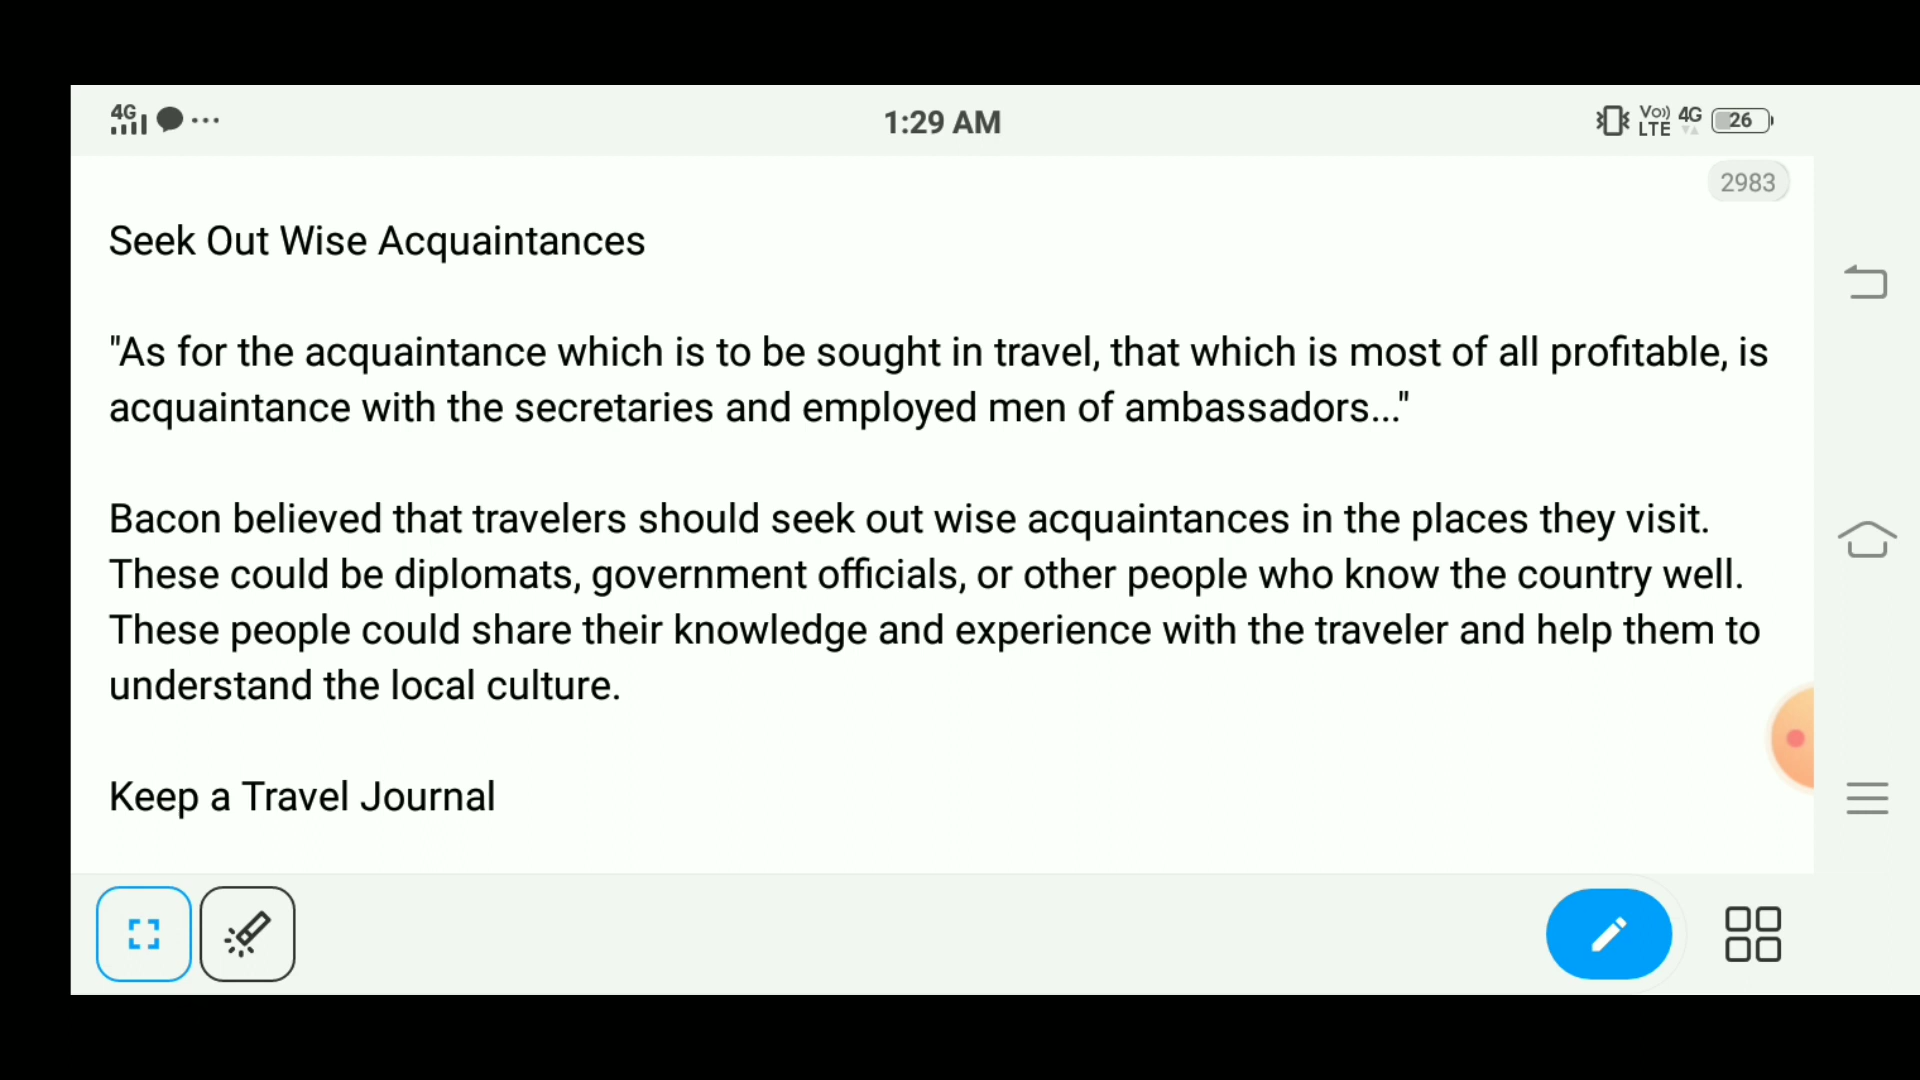 4G ... 1:29 AM Vo)) LTE 4G 26
2983
Seek Out Wise Acquaintances
"As for the acquaintance which is to be sought in travel, that which is most of all profitable, is
acquaintance with the secretaries and employed men of ambassadors..."
Bacon believed that travelers should seek out wise acquaintances in the places they visit.
These could be diplomats, government officials, or other people who know the country well.
These people could share their knowledge and experience with the traveler and help them to
understand the local culture.
Keep a Travel Journal